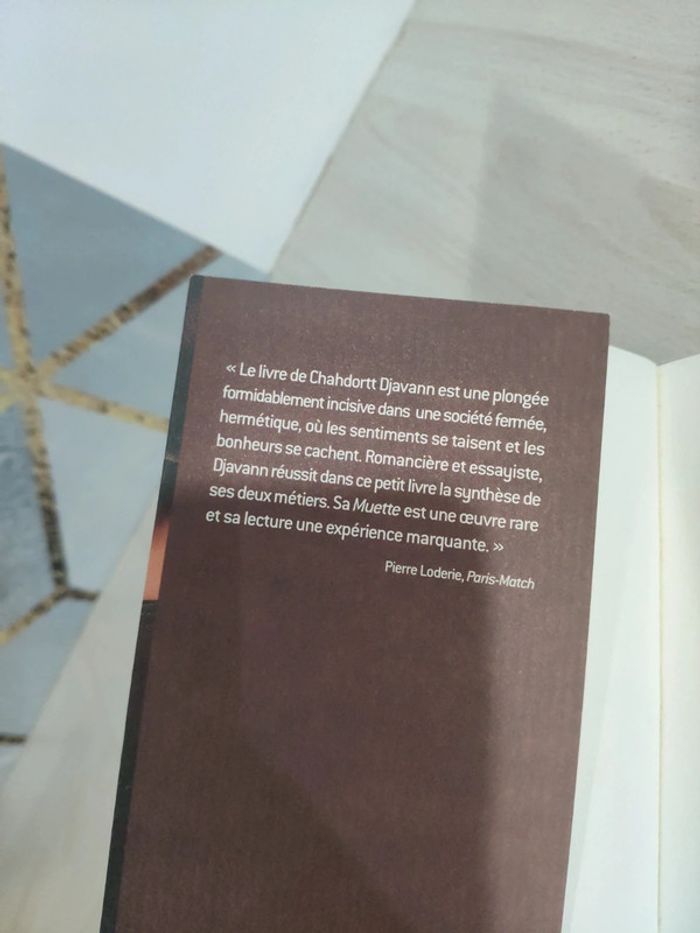 « Le livre de Chahdortt Djavann est une plongée
formidablement incisive dans une société fermée,
hermétique, où les sentiments se taisent et les
bonheurs se cachent. Romancière et essayiste,
Djavann réussit dans ce petit livre la synthèse de
ses deux métiers. Sa Muette est une œuvre rare
et sa lecture une expérience marquante. »
Pierre Loderie, Paris-Match